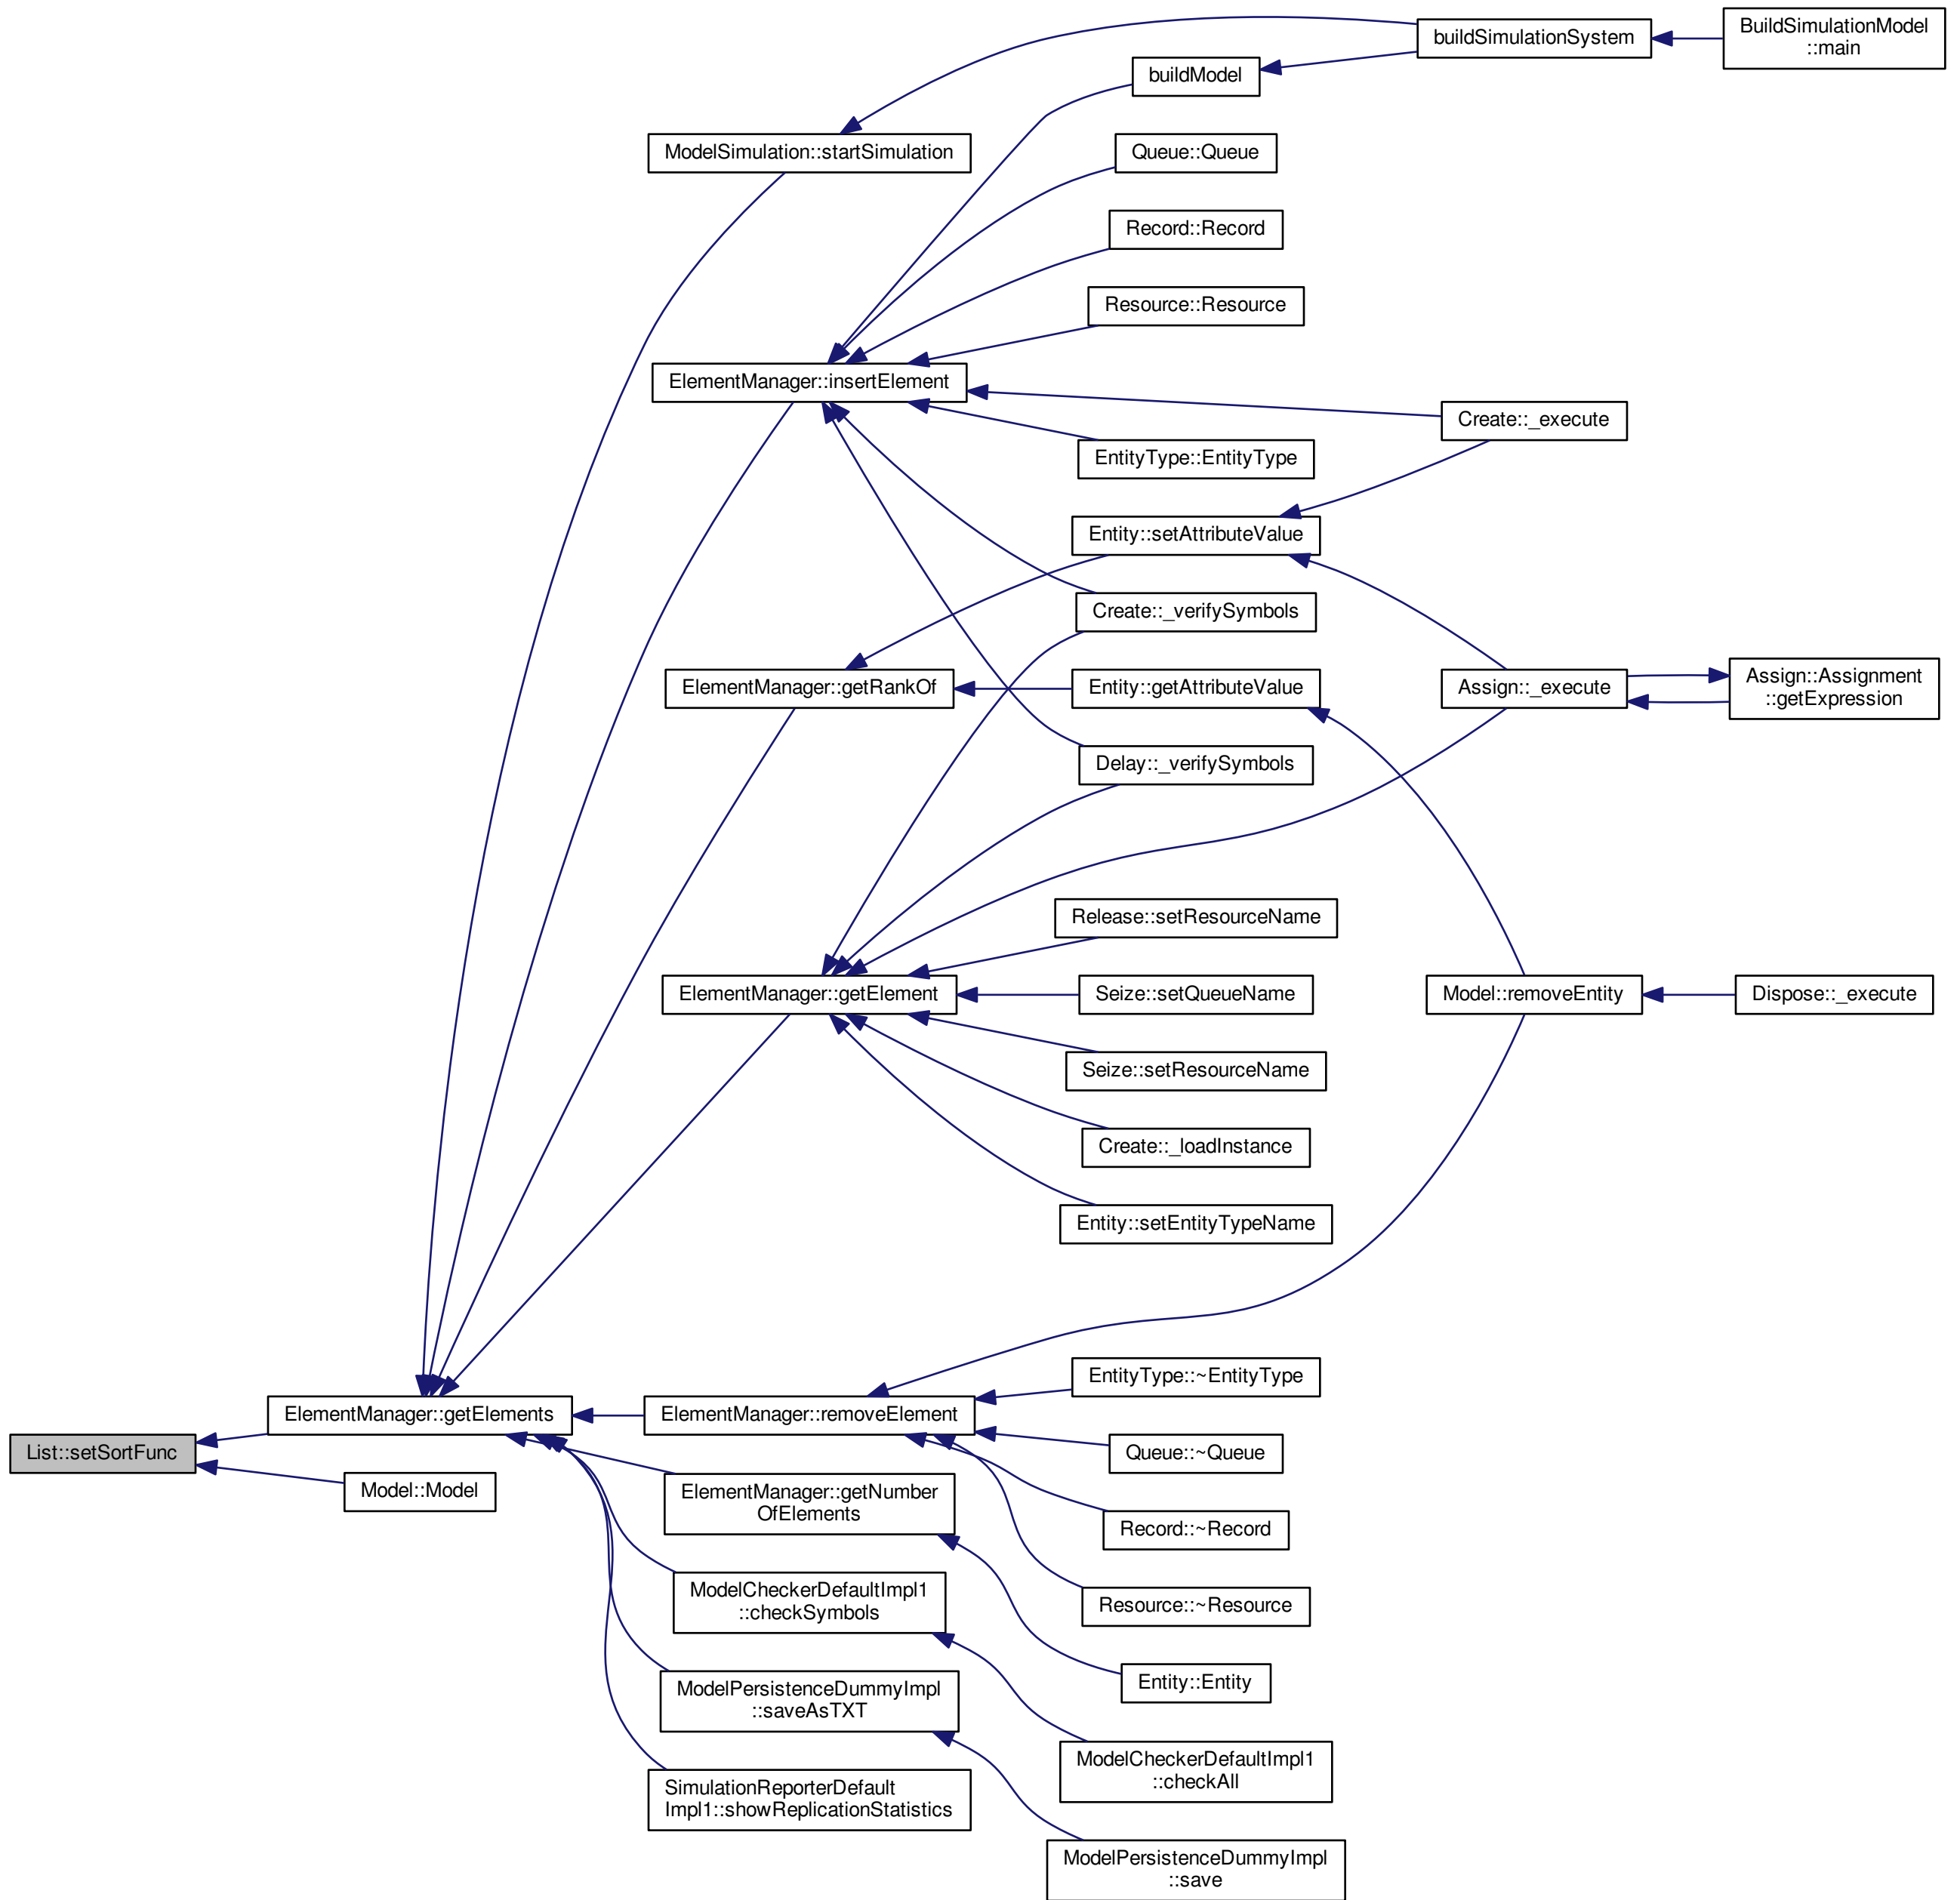 BuildSimulationModel
::main
buildSimulationSystem
buildModel
ModelSimulation::startSimulation
Queue::Queue
Record::Record
Resource::Resource
ElementManager::insertElement
Create::_execute
EntityType::EntityType
Entity::setAttributeValue
Create::_verifySymbols
ElementManager::getRankOf
Entity::getAttributeValue
Assign::_execute
Assign::Assignment
::getExpression
Delay::_verifySymbols
Release::setResourceName
ElementManager::getElement
Seize::setQueueName
Model::removeEntity
Dispose::_execute
Seize::setResourceName
Create::_loadInstance
Entity::setEntityTypeName
EntityType::~EntityType
ElementManager::getElements
ElementManager::removeElement
List::setSortFunc
Queue::~Queue
Model::Model
ElementManager::getNumber
OfElements
Record::~Record
ModelCheckerDefaultImpl1
::checkSymbols
Resource::~Resource
ModelPersistenceDummyImpl
::saveAsTXT
Entity::Entity
ModelCheckerDefaultImpl1
::checkAll
SimulationReporterDefault
Impl1::showReplicationStatistics
ModelPersistenceDummyImpl
::save